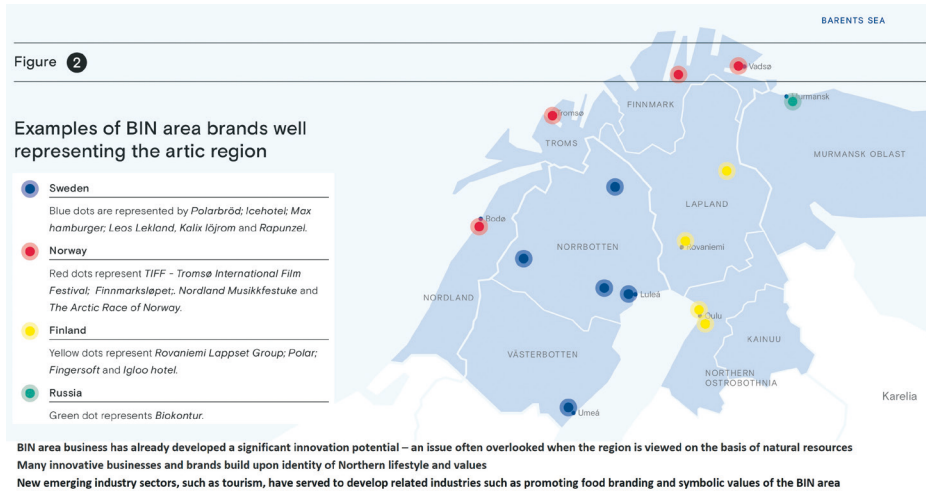 BARENTS SEA
Figure 2
Examples of BIN area brands well
representing the artic region
Sweden
Blue dots are represented by Polarbröd; Icehotel; Max
hamburger; Leos Lekland, Kalix löjrom and Rapunzel.
Norway
Red dots represent TIFF - Tromsø International Film
Festival; Finnmarksløpet;. Nordland Musikkfestuke and
The Arctic Race of Norway.
Finland
Yellow dots represent Rovaniemi Lappset Group; Polar;
Fingersoft and Igloo hotel.
Russia
Green dot represents Biokontur.
Vadsø
Murmansk
FINNMARK
Tromsø
TROMS
MURMANSK OBLAST
LAPLAND
Bodø
NORRBOTTEN
Rovaniemi
NORDLAND
Luleå
Oulu
KAINUU
VÄSTERBOTTEN
NORTHERN
OSTROBOTHNIA
Karelia
Umeå
BIN area business has already developed a significant innovation potential – an issue often overlooked when the region is viewed on the basis of natural resources
Many innovative businesses and brands build upon identity of Northern lifestyle and values
New emerging industry sectors, such as tourism, have served to develop related industries such as promoting food branding and symbolic values of the BIN area